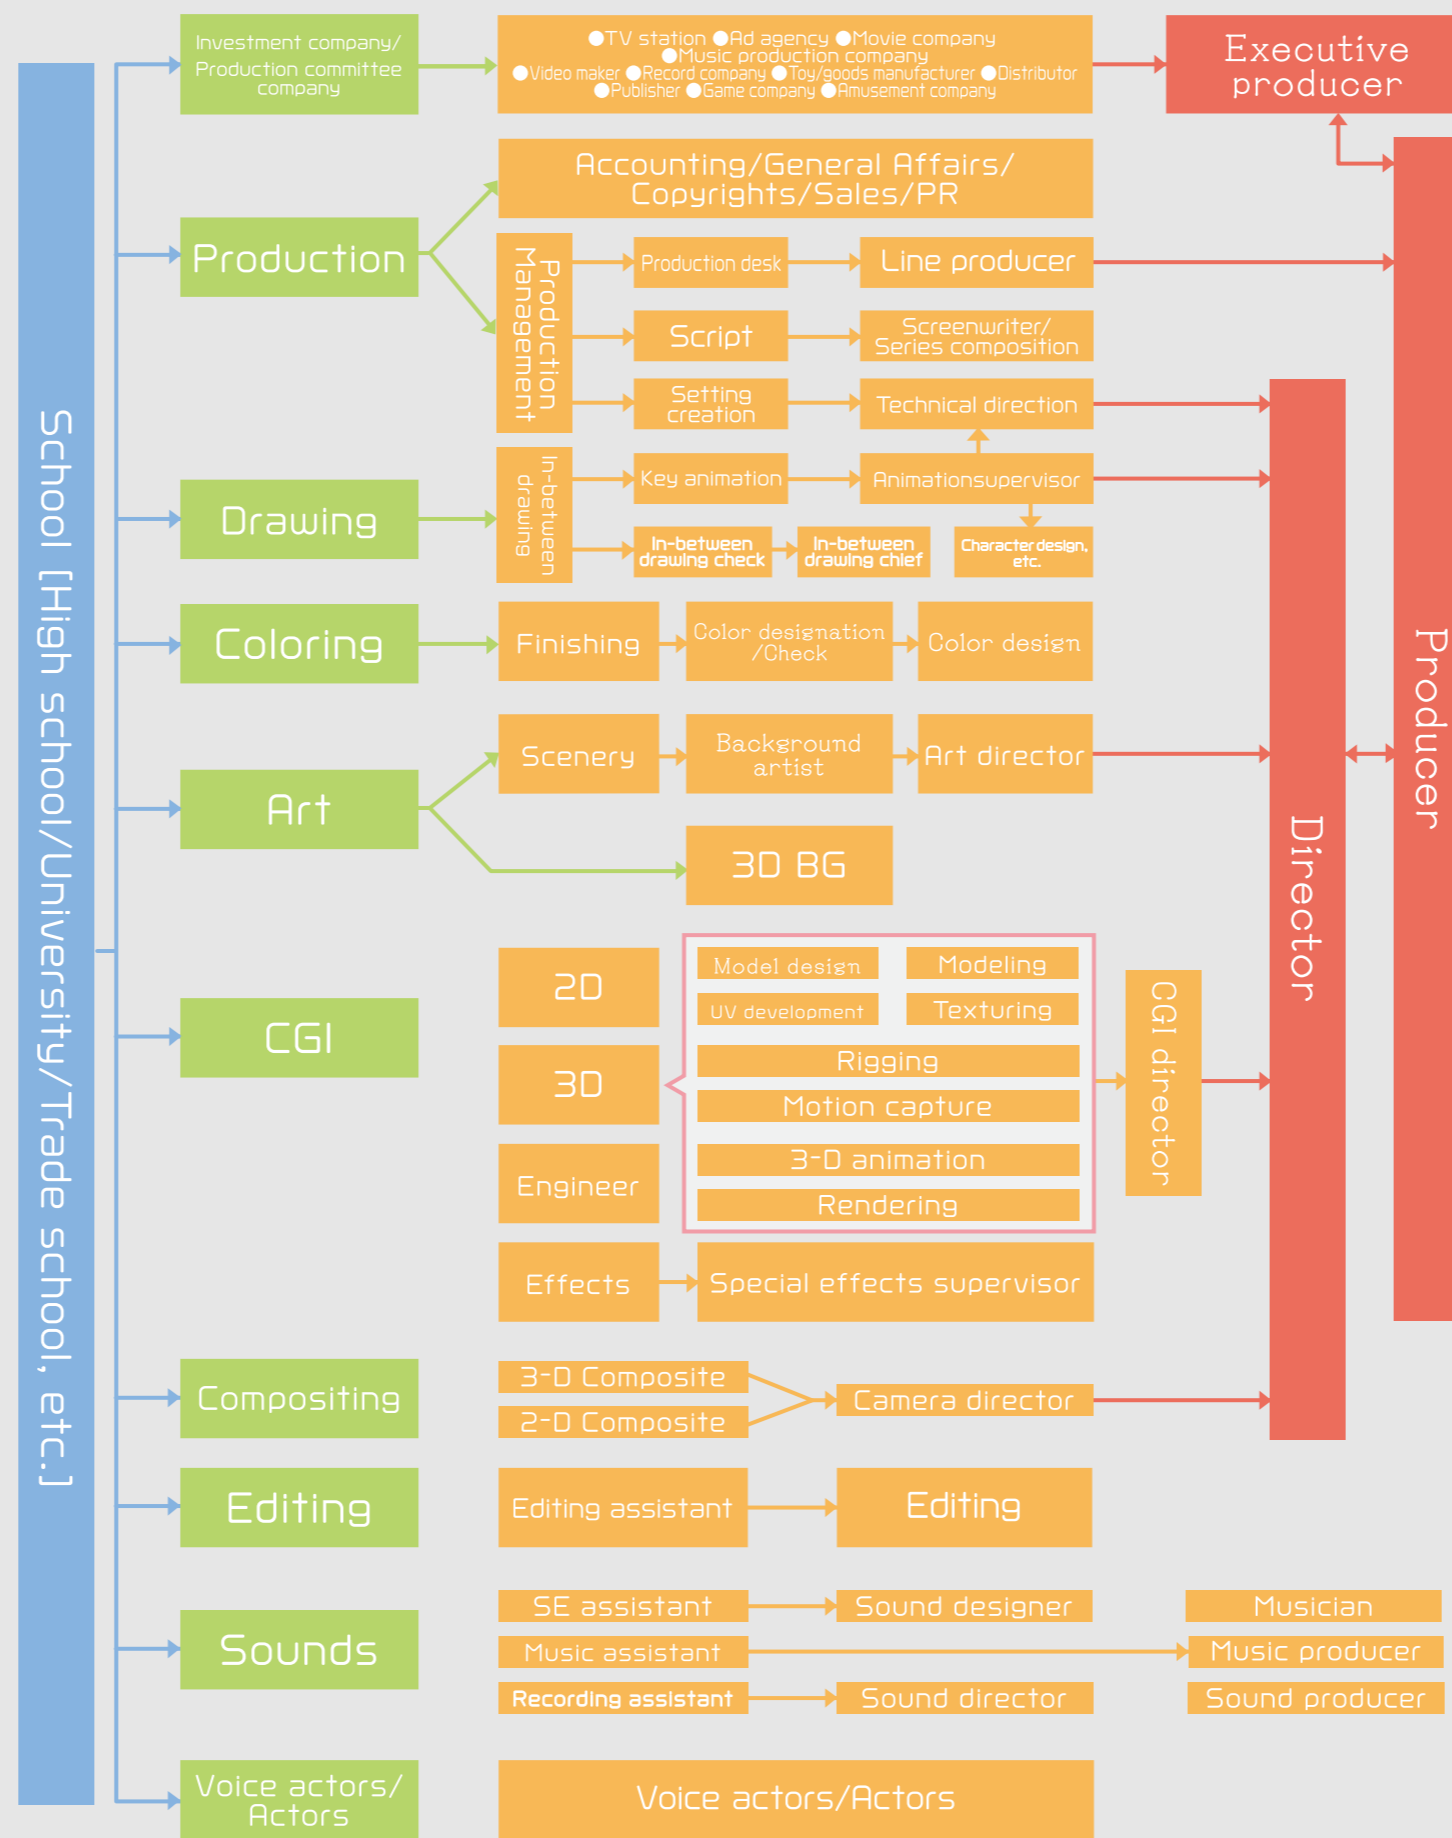 School [High school/University/Trade school, etc.]
Investment company/
Production committee
company
●TV station ●Ad agency ●Movie company
●Music production company
●Video maker ●Record company ●Toy/goods manufacturer ●Distributor
●Publisher ●Game company ●Amusement company
Executive
producer
Production
Accounting/General Affairs/
Copyrights/Sales/PR
Production
Management
Production desk
Line producer
Script
Screenwriter/
Series composition
Setting
creation
Technical direction
Drawing
In-between
drawing
Key animation
Animationsupervisor
In-between
drawing check
In-between
drawing chief
Character design,
etc.
Coloring
Finishing
Color designation
/Check
Color design
Art
Scenery
Background
artist
Art director
3D BG
CGI
2D
3D
Engineer
Effects
Model design
Modeling
UV development
Texturing
Rigging
Motion capture
3-D animation
Rendering
Special effects supervisor
CGI director
Director
Producer
Compositing
3-D Composite
2-D Composite
Camera director
Editing
Editing assistant
Editing
Sounds
SE assistant
Sound designer
Musician
Music assistant
Music producer
Recording assistant
Sound director
Sound producer
Voice actors/
Actors
Voice actors/Actors